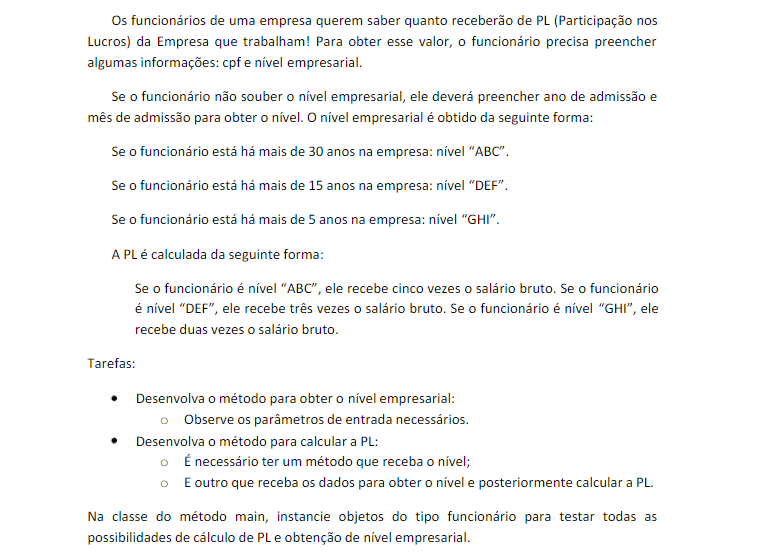 Os funcionários de uma empresa querem saber quanto receberão de PL (Participação nos
Lucros) da Empresa que trabalham! Para obter esse valor, o funcionário precisa preencher
algumas informações: cpf e nível empresarial.
Se o funcionário não souber o nível empresarial, ele deverá preencher ano de admissão e
mês de admissão para obter o nível. O nível empresarial é obtido da seguinte forma:
Se o funcionário está há mais de 30 anos na empresa: nível “ABC”.
Se o funcionário está há mais de 15 anos na empresa: nível “DEF”.
Se o funcionário está há mais de 5 anos na empresa: nível “GHI”.
A PL é calculada da seguinte forma:
Se o funcionário é nível “ABC”, ele recebe cinco vezes o salário bruto. Se o funcionário
é nível “DEF”, ele recebe três vezes o salário bruto. Se o funcionário é nível “GHI”, ele
recebe duas vezes o salário bruto.
Tarefas:
• Desenvolva o método para obter o nível empresarial:
o Observe os parâmetros de entrada necessários.
• Desenvolva o método para calcular a PL:
o É necessário ter um método que receba o nível;
o E outro que receba os dados para obter o nível e posteriormente calcular a PL.
Na classe do método main, instancie objetos do tipo funcionário para testar todas as
possibilidades de cálculo de PL e obtenção de nível empresarial.